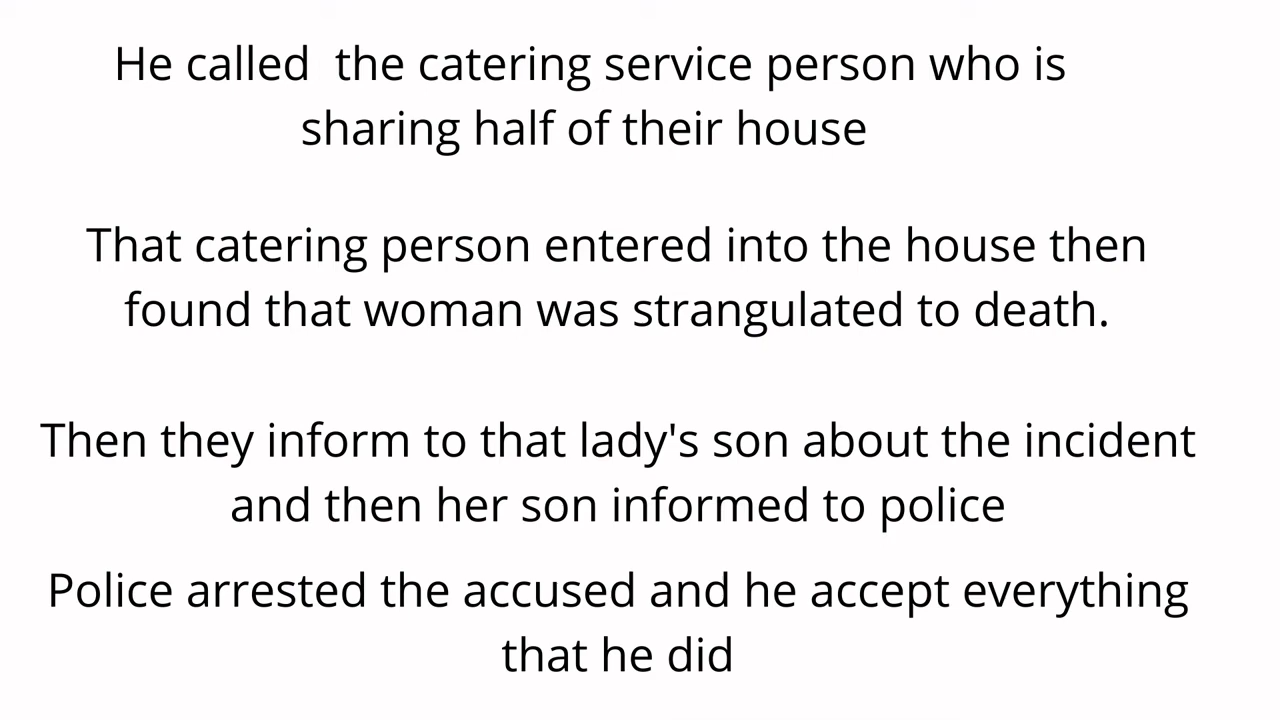 He called  the catering service person who is
sharing half of their house
That catering person entered into the house then
found that woman was strangulated to death.
Then they inform to that lady's son about the incident
and then her son informed to police
Police arrested the accused and he accept everything
that he did